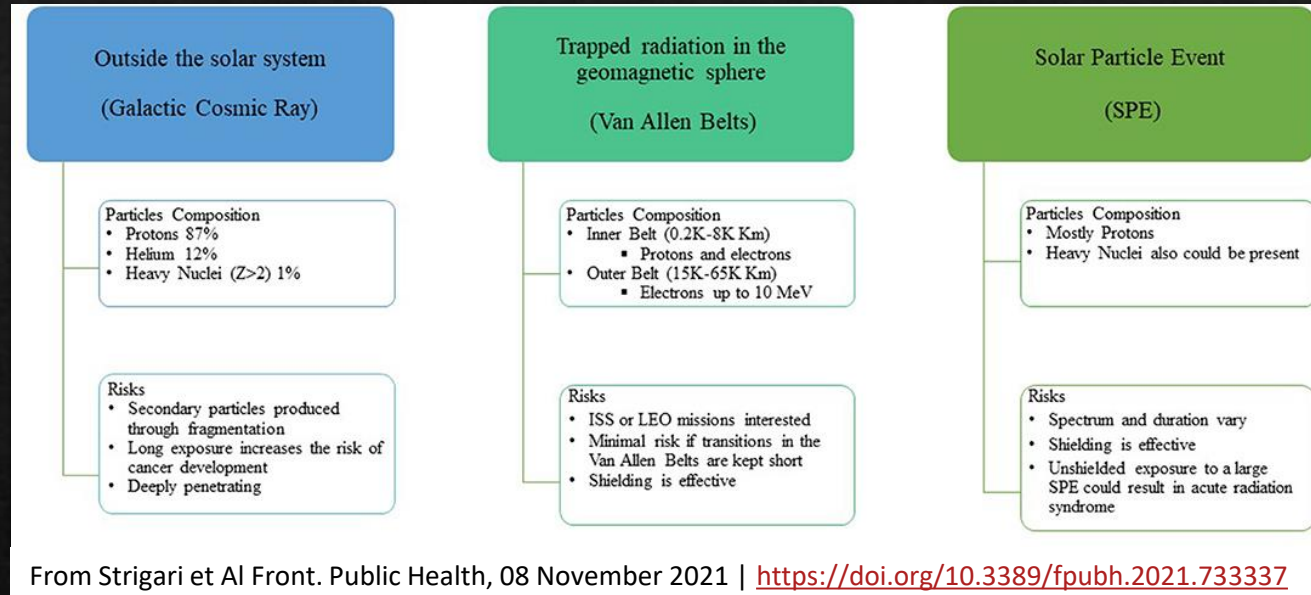 Outside the solar system
(Galactic Cosmic Ray)
Particles Composition
• Protons 87%
• Helium 12%
• Heavy Nuclei (Z>2) 1%
Risks
• Secondary particles produced
through fragmentation
• Long exposure increases the risk of
cancer development
• Deeply penetrating
Trapped radiation in the
geomagnetic sphere
(Van Allen Belts)
Particles Composition
• Inner Belt (0.2K-8K Km)
▪ Protons and electrons
• Outer Belt (15K-65K Km)
▪ Electrons up to 10 MeV
Risks
• ISS or LEO missions interested
• Minimal risk if transitions in the
Van Allen Belts are kept short
• Shielding is effective
Solar Particle Event
(SPE)
Particles Composition
• Mostly Protons
• Heavy Nuclei also could be present
Risks
• Spectrum and duration vary
• Shielding is effective
• Unshielded exposure to a large
SPE could result in acute radiation
syndrome
From Strigari et Al Front. Public Health, 08 November 2021 | https://doi.org/10.3389/fpubh.2021.733337